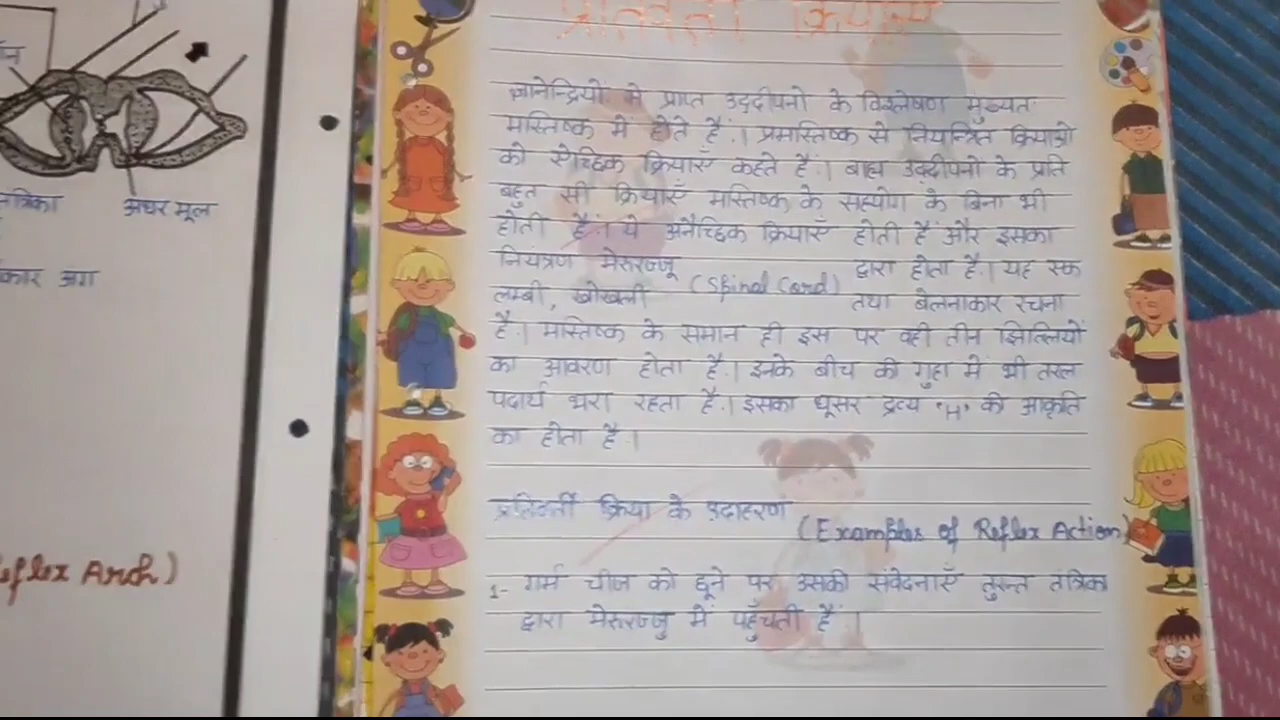 अधर मूल
अंग
Reflex Arch)
प्रतिवर्ती क्रियाएँ
ज्ञानेन्द्रियों से प्राप्त उद्दीपनो के विश्लेषण मुख्यतः
मस्तिष्क में होते हैं । प्रमस्तिष्क से नियन्त्रित क्रियाओं
को ऐच्छिक क्रियाएँ कहते हैं । बाह्य उद्दीपनो के प्रति
बहुत सी क्रियाएँ मस्तिष्क के सहयोग के बिना भी
होती हैं । ये अनैच्छिक क्रियाएँ होती हैं और इसका
नियंत्रण मेरुरज्जू (Spinal Cord) द्वारा होता है । यह एक
लम्बी, खोखली तथा बेलनाकार रचना
है । मस्तिष्क के समान ही इस पर वही तीन झिल्लियों
का आवरण होता है । इनके बीच की गुहा में भी तरल
पदार्थ भरा रहता है । इसका धूसर द्रव्य 'H' की आकृति
का होता है ।
प्रतिवर्ती क्रिया के उदाहरण (Examples of Reflex Action)
1- गर्म चीज को छूने पर उसकी संवेदनाएँ तुरन्त तंत्रिका
द्वारा मेरुरज्जु में पहुँचती हैं ।